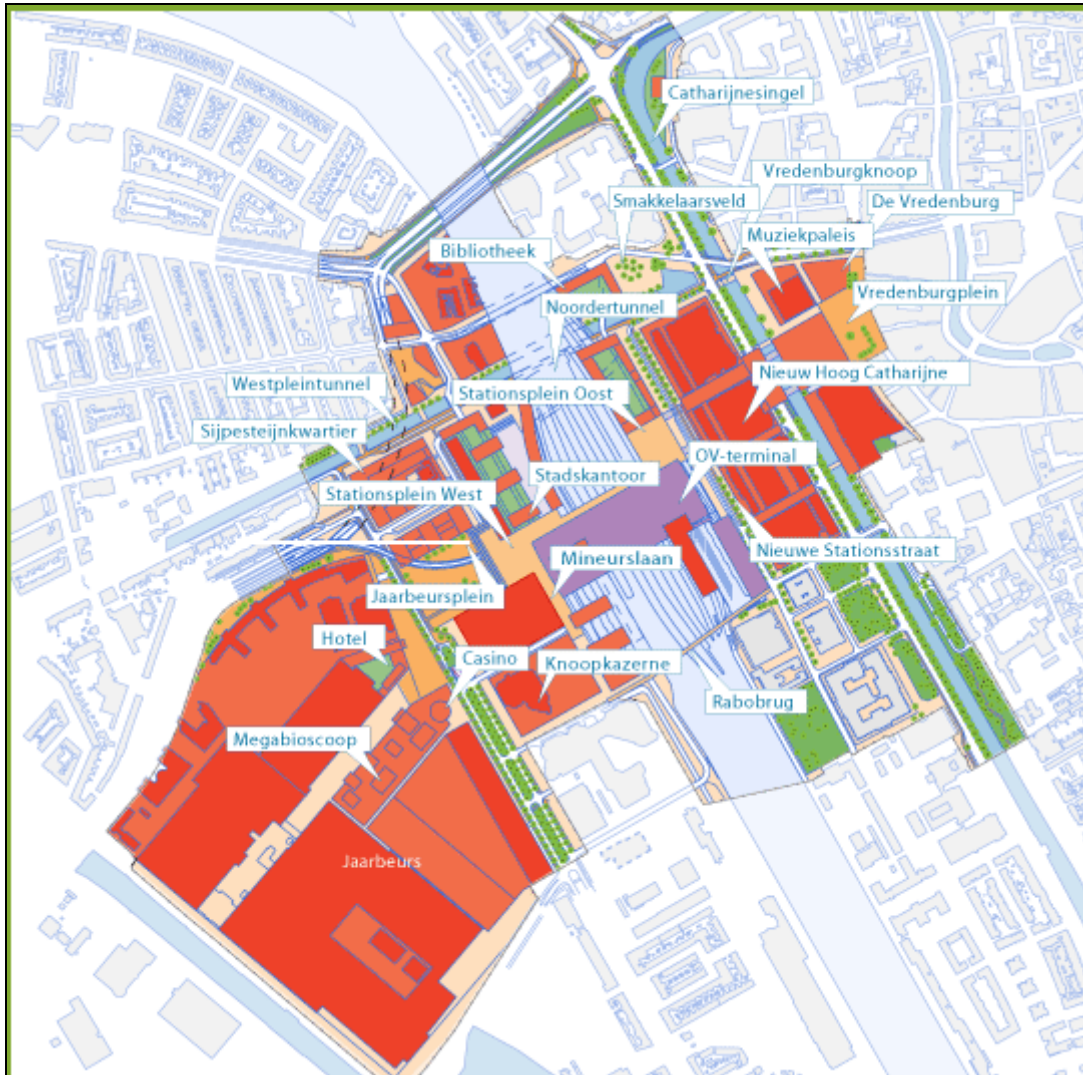 Catharijnesingel
Vredenburgknoop
Smakkelaarsveld
De Vredenburg
Muziekpaleis
Bibliotheek
Vredenburgplein
Noordertunnel
Nieuw Hoog Catharijne
Westpleintunnel
Stationsplein Oost
Sijpesteijnkwartier
OV-terminal
Stadskantoor
Stationsplein West
Nieuwe Stationsstraat
Mineurslaan
Jaarbeursplein
Hotel
Casino
Knoopkazerne
Rabobrug
Megabioscoop
Jaarbeurs